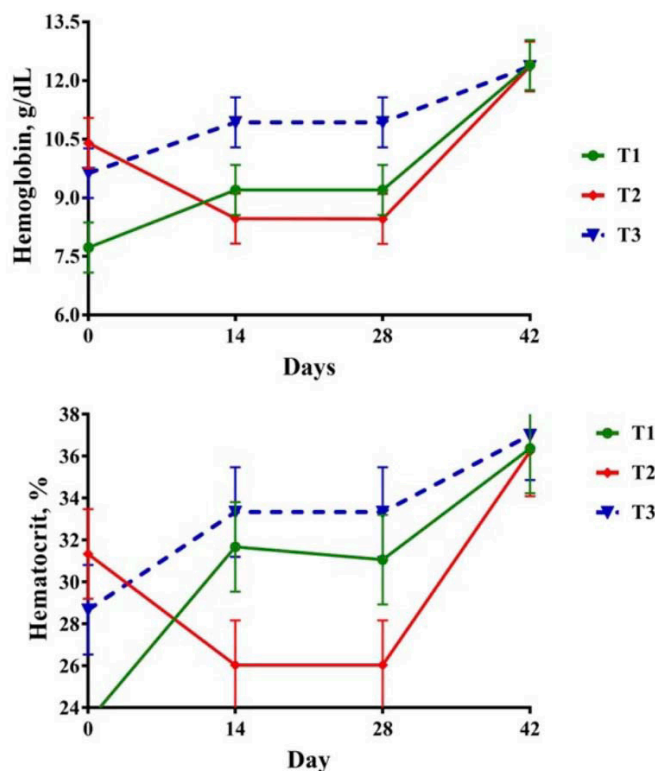 Hemoglobin, g/dL
13.5
12.0
10.5
9.0
7.5
6.0
0 14 28 42
Days
T1
T2
T3
Hematocrit, %
38
36
34
32
30
28
26
24
0 14 28 42
Day
T1
T2
T3